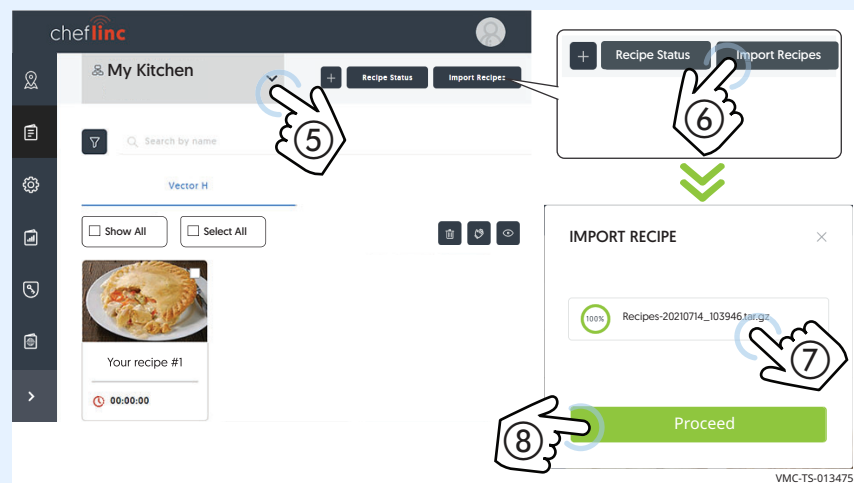 cheflinc
My Kitchen
+
Recipe Status
Import Recipes
5
Search by name
Vector H
Show All
Select All
Your recipe #1
00:00:00
+
Recipe Status
Import Recipes
6
IMPORT RECIPE
100%
Recipes-20210714_103946.tar.gz
7
Proceed
8
VMC-TS-013475